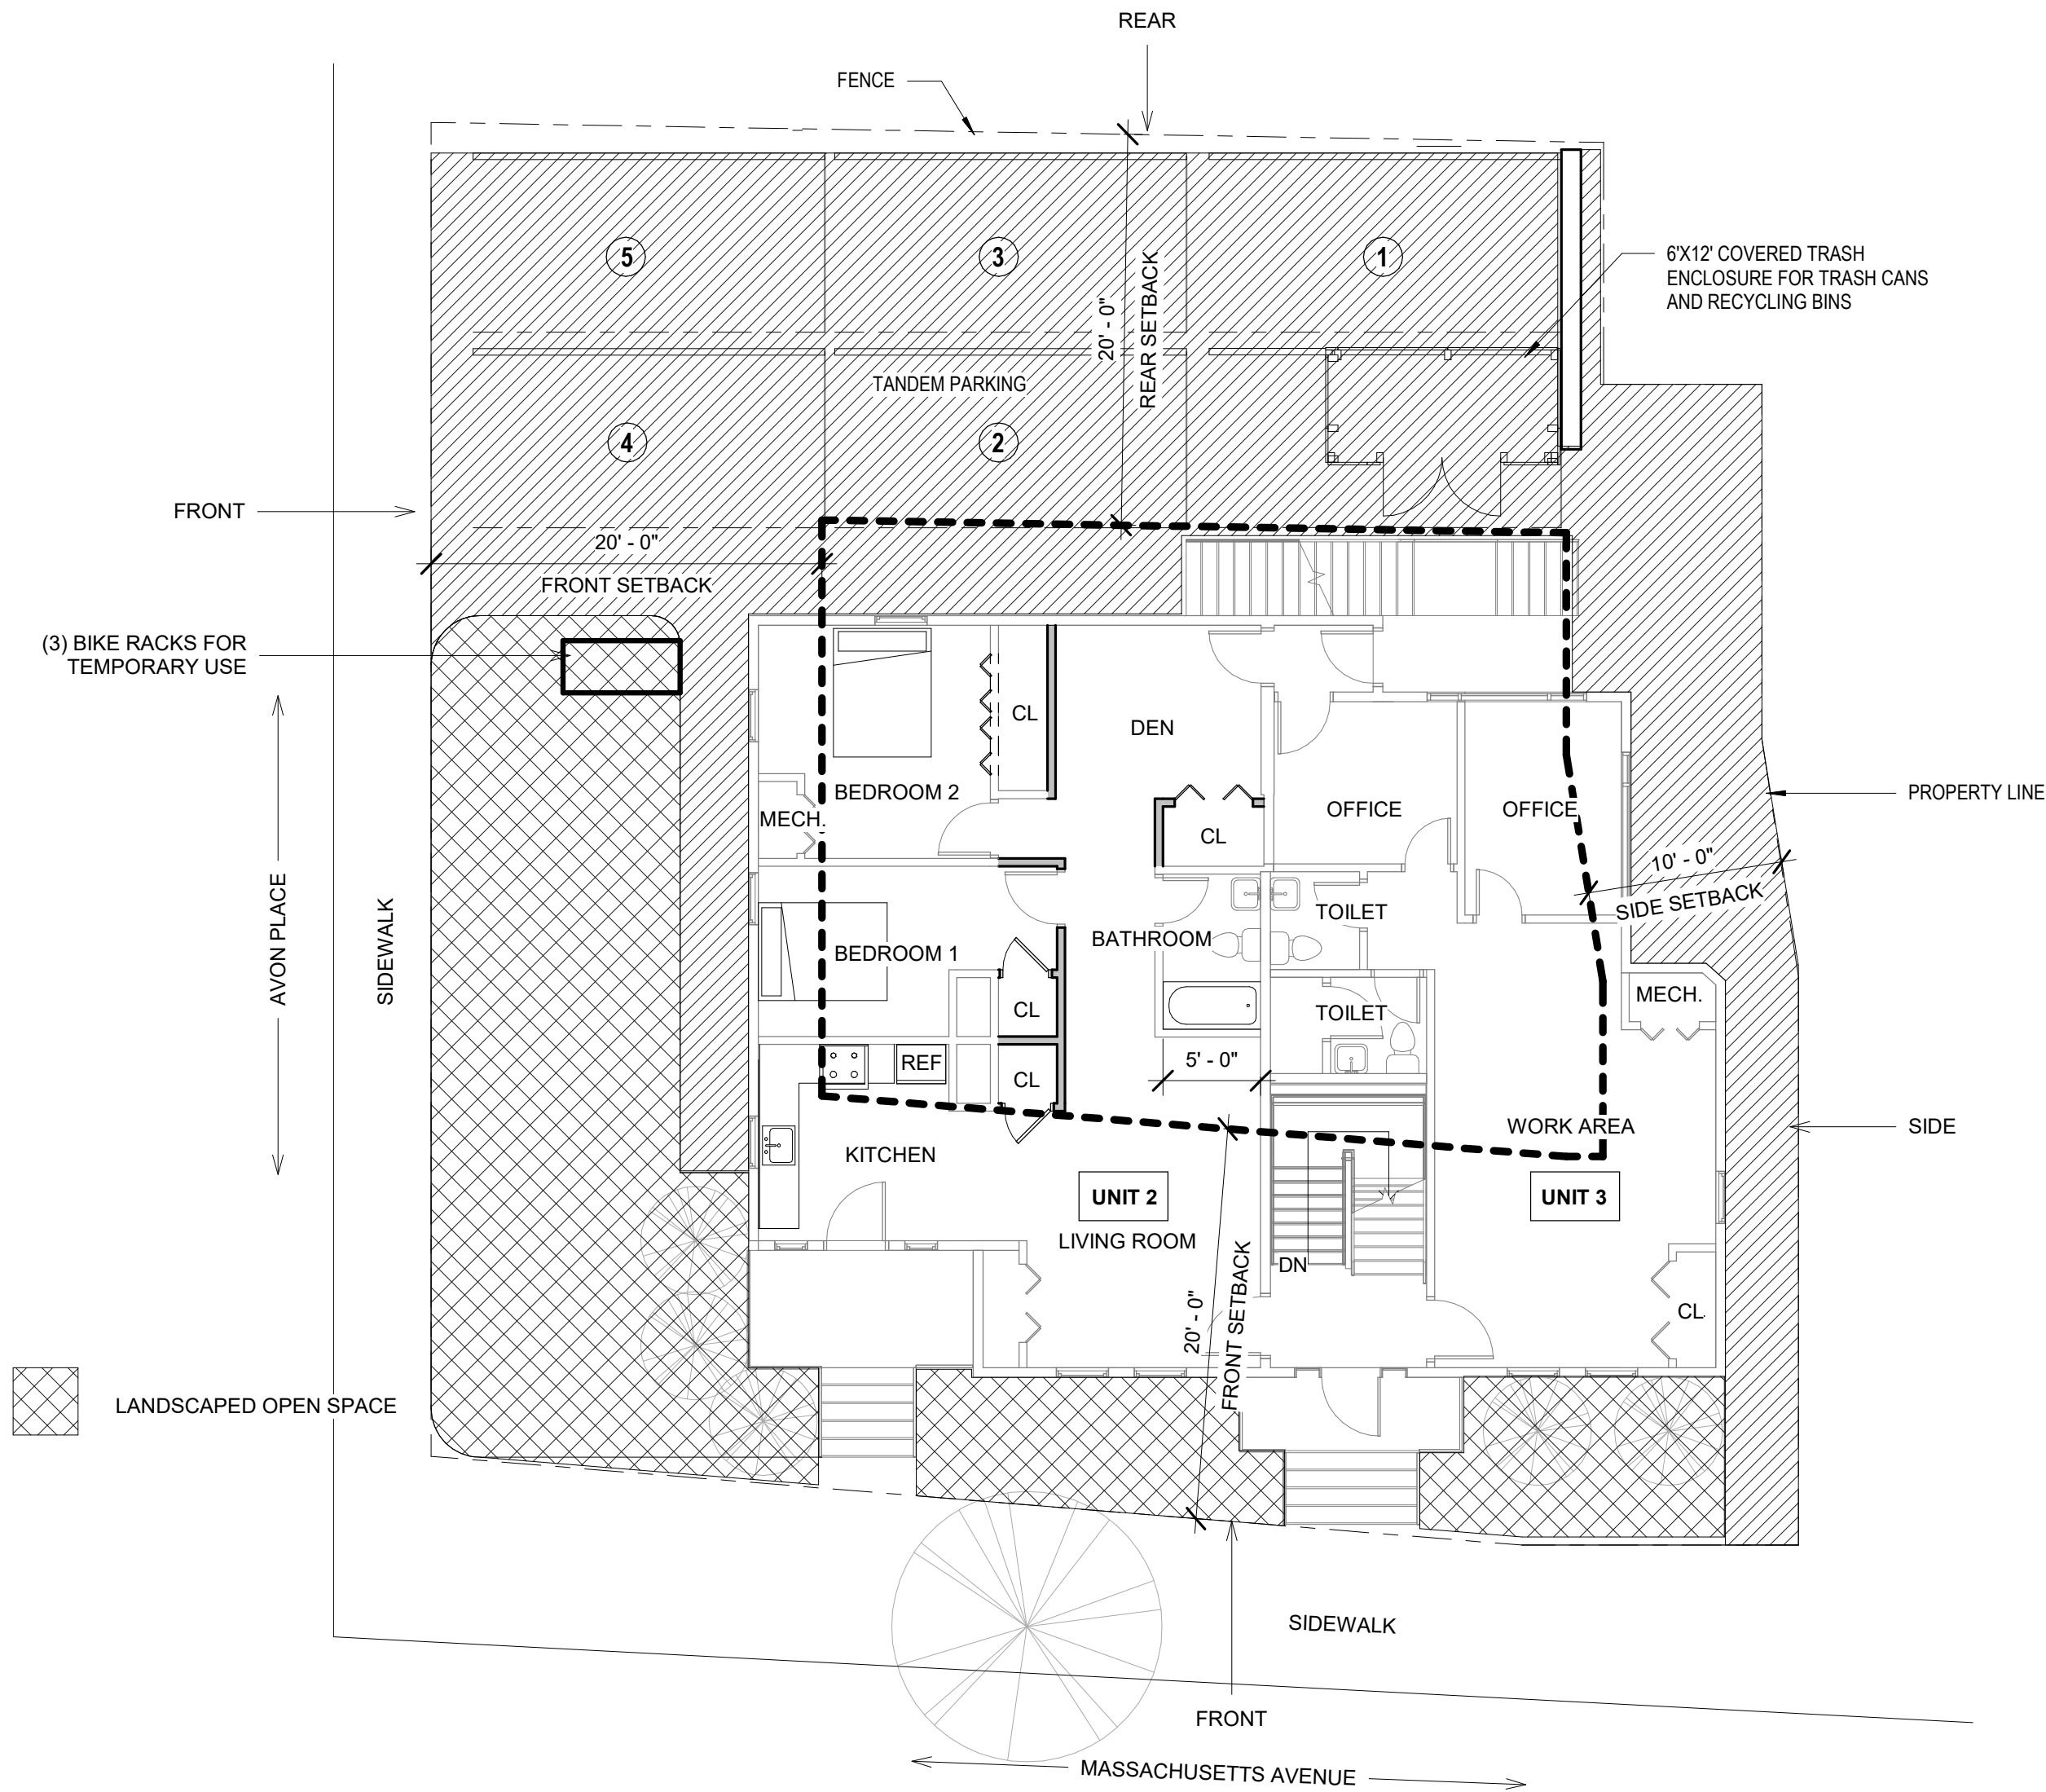 REAR
FENCE
5
3
1
6'X12' COVERED TRASH
ENCLOSURE FOR TRASH CANS
AND RECYCLING BINS
20' - 0"
REAR SETBACK
TANDEM PARKING
4
2
FRONT
20' - 0"
FRONT SETBACK
(3) BIKE RACKS FOR
TEMPORARY USE
CL
DEN
BEDROOM 2
MECH.
CL
OFFICE
OFFICE
PROPERTY LINE
10' - 0"
SIDE SETBACK
AVON PLACE
SIDEWALK
BEDROOM 1
BATHROOM
TOILET
CL
TOILET
MECH.
REF
CL
5' - 0"
KITCHEN
WORK AREA
SIDE
UNIT 2
LIVING ROOM
UNIT 3
DN
20' - 0"
FRONT SETBACK
CL
LANDSCAPED OPEN SPACE
SIDEWALK
FRONT
MASSACHUSETTS AVENUE